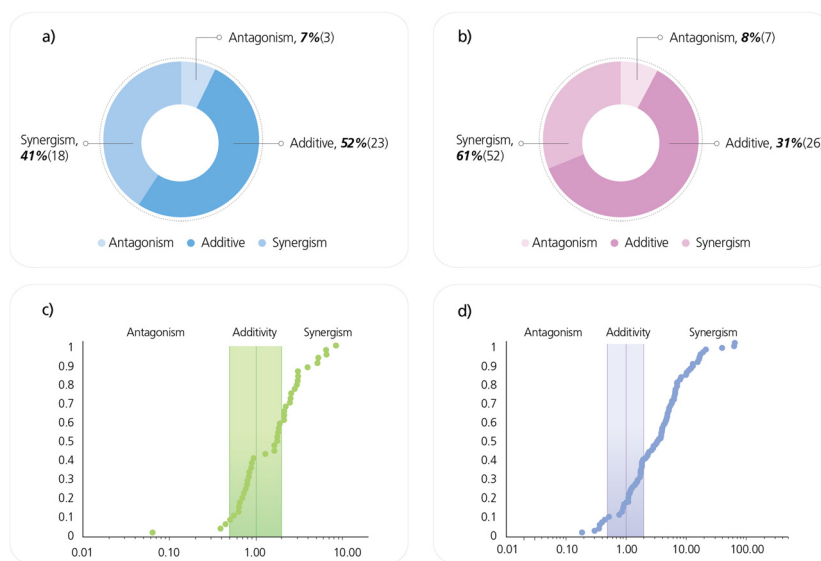 a)
Antagonism, 7%(3)
Synergism,
41%(18)
Additive, 52%(23)
Antagonism
Additive
Synergism
b)
Antagonism, 8%(7)
Synergism,
61%(52)
Additive, 31%(26)
Antagonism
Additive
Synergism
c)
Antagonism
Additivity
Synergism
1
0.9
0.8
0.7
0.6
0.5
0.4
0.3
0.2
0.1
0
0.01
0.10
1.00
10.00
d)
Antagonism
Additivity
Synergism
1
0.9
0.8
0.7
0.6
0.5
0.4
0.3
0.2
0.1
0
0.01
0.10
1.00
10.00
100.00